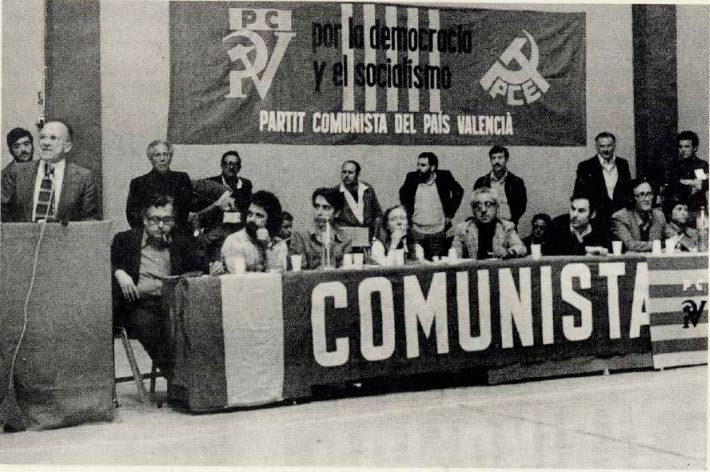 PC
PV
por la democracia
y el socialismo
PCE
PARTIT COMUNISTA DEL PAÍS VALENCIÀ
COMUNISTA
PC
PV